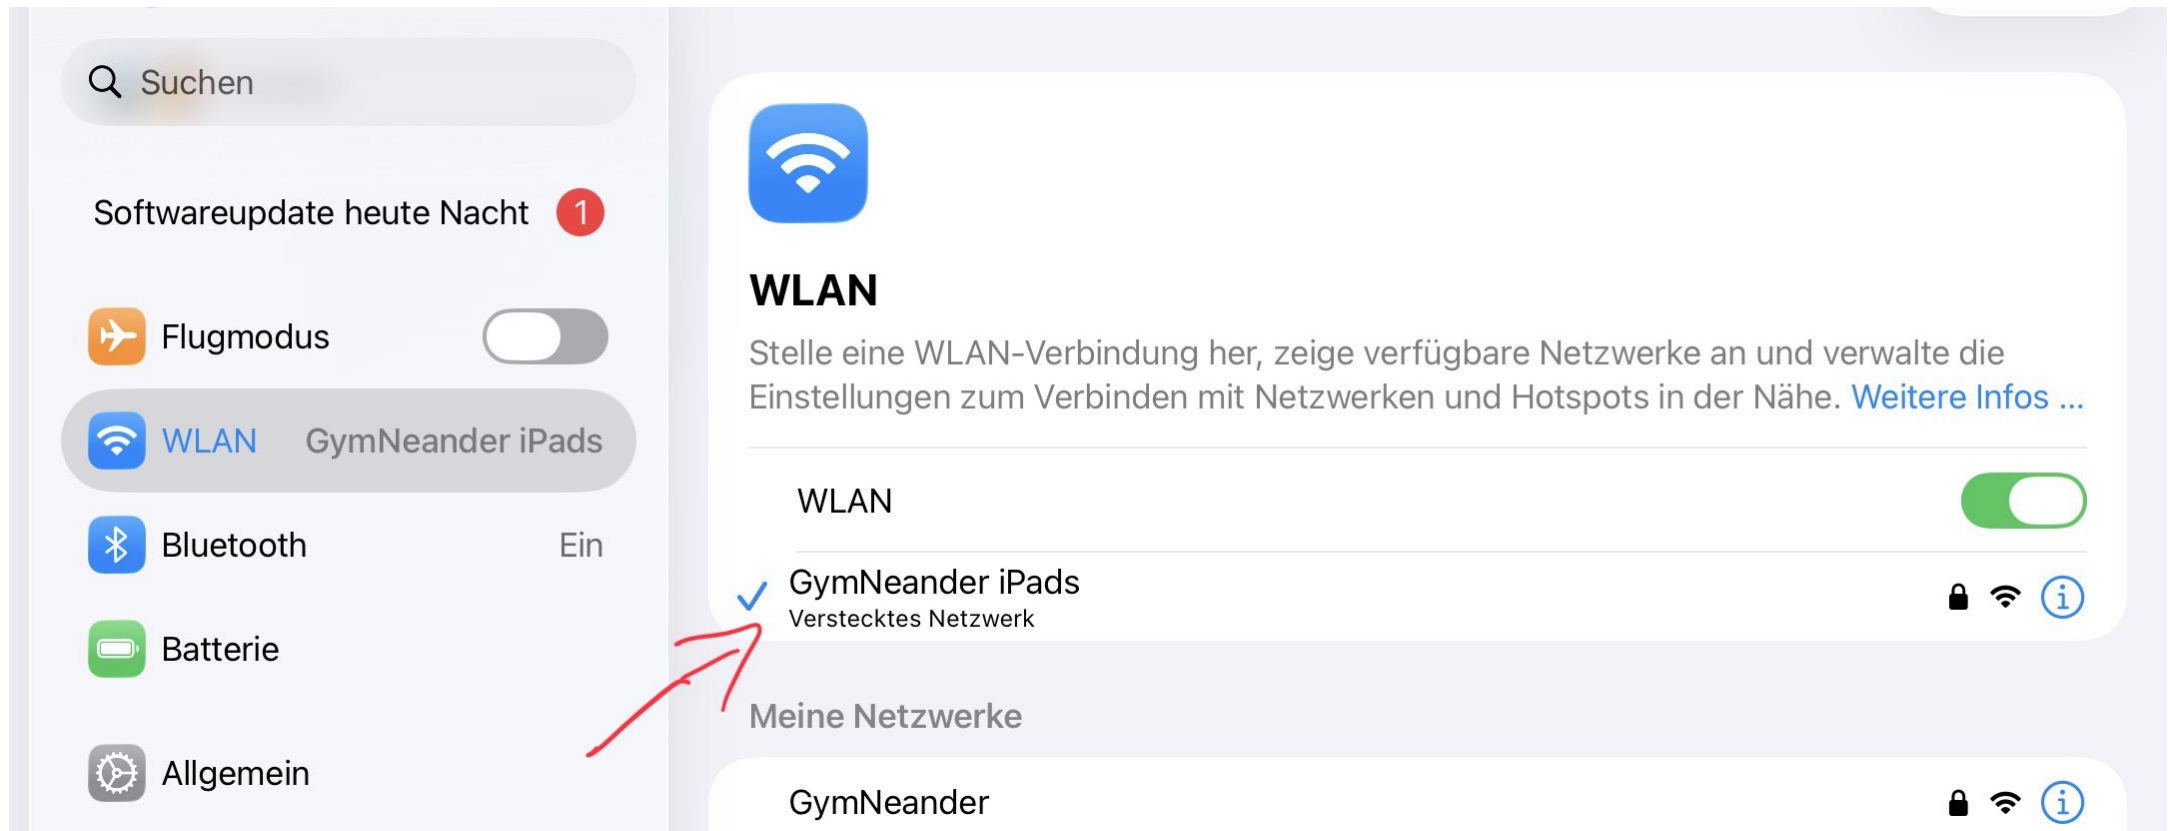 Suchen
Softwareupdate heute Nacht 1
Flugmodus
WLAN GymNeander iPads
Bluetooth Ein
Batterie
Allgemein
WLAN
Stelle eine WLAN-Verbindung her, zeige verfügbare Netzwerke an und verwalte die
Einstellungen zum Verbinden mit Netzwerken und Hotspots in der Nähe. Weitere Infos ...
WLAN
GymNeander iPads
Verstecktes Netzwerk
Meine Netzwerke
GymNeander